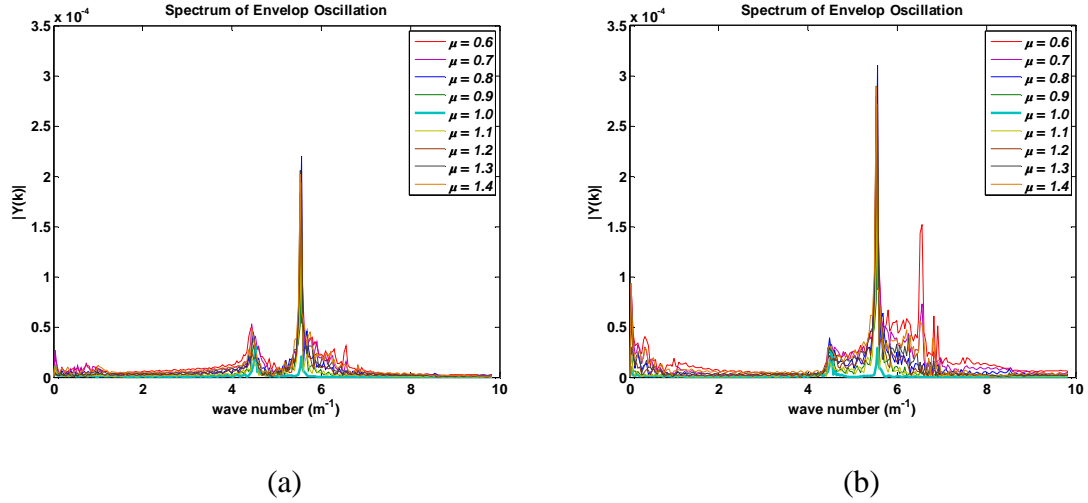 Spectrum of Envelop Oscillation
x 10⁻⁴
3.5
3
2.5
2
1.5
1
0.5
0
|Y(k)|
0 2 4 6 8 10
wave number (m⁻¹)
μ = 0.6
μ = 0.7
μ = 0.8
μ = 0.9
μ = 1.0
μ = 1.1
μ = 1.2
μ = 1.3
μ = 1.4
(a)
Spectrum of Envelop Oscillation
x 10⁻⁴
3.5
3
2.5
2
1.5
1
0.5
0
|Y(k)|
0 2 4 6 8 10
wave number (m⁻¹)
μ = 0.6
μ = 0.7
μ = 0.8
μ = 0.9
μ = 1.0
μ = 1.1
μ = 1.2
μ = 1.3
μ = 1.4
(b)